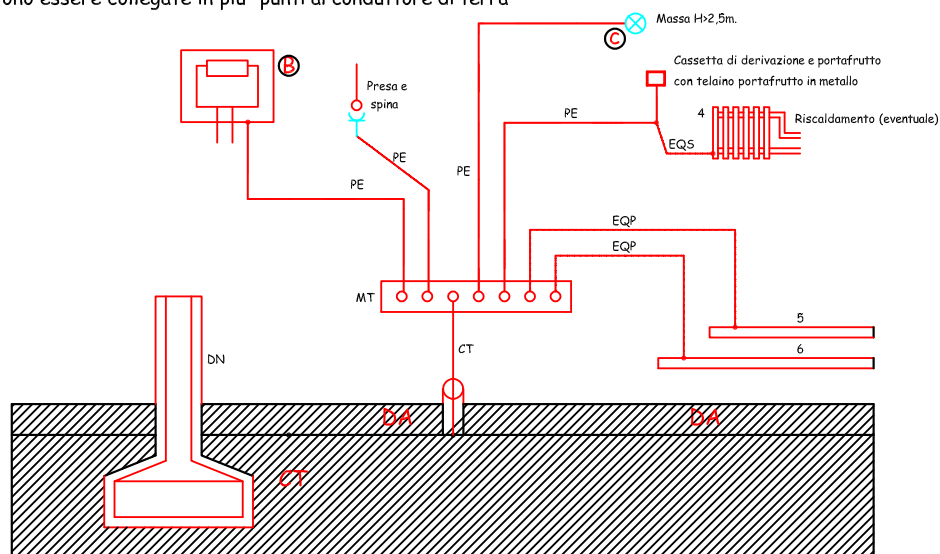 essere collegate in più punti al conduttore di terra
Massa H>2,5m.
C
B
Cassetta di derivazione e portafrutto
con telaino portafrutto in metallo
Presa e
spina
4
PE
Riscaldamento (eventuale)
EQS
PE
PE
PE
EQP
EQP
MT
5
CT
6
DN
DA
DA
CT